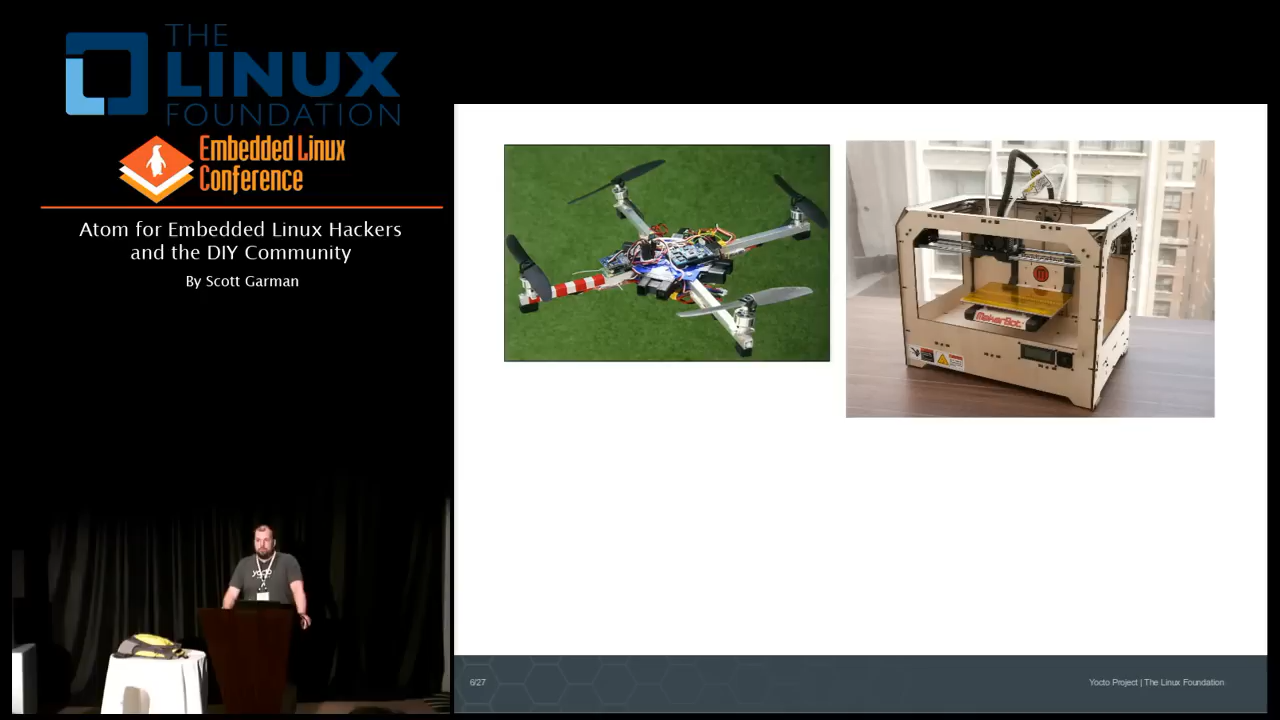 THE
LINUX
FOUNDATION
Embedded Linux
Conference
Atom for Embedded Linux Hackers
and the DIY Community
By Scott Garman
MakerBot
yocto
6/27
Yocto Project | The Linux Foundation